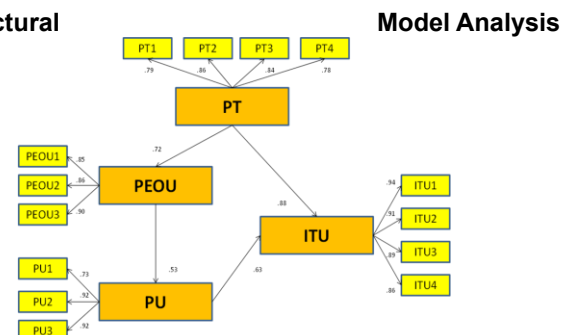 ctural Model Analysis
PT1 PT2 PT3 PT4
.79 .86 .84 .78
PT
.72
PEOU1 .85
PEOU2 .86
PEOU3 .90
PEOU
.88
ITU
ITU1 .94
ITU2 .91
ITU3 .89
ITU4 .86
.53
.63
PU1 .73
PU2 .92
PU3 .92
PU